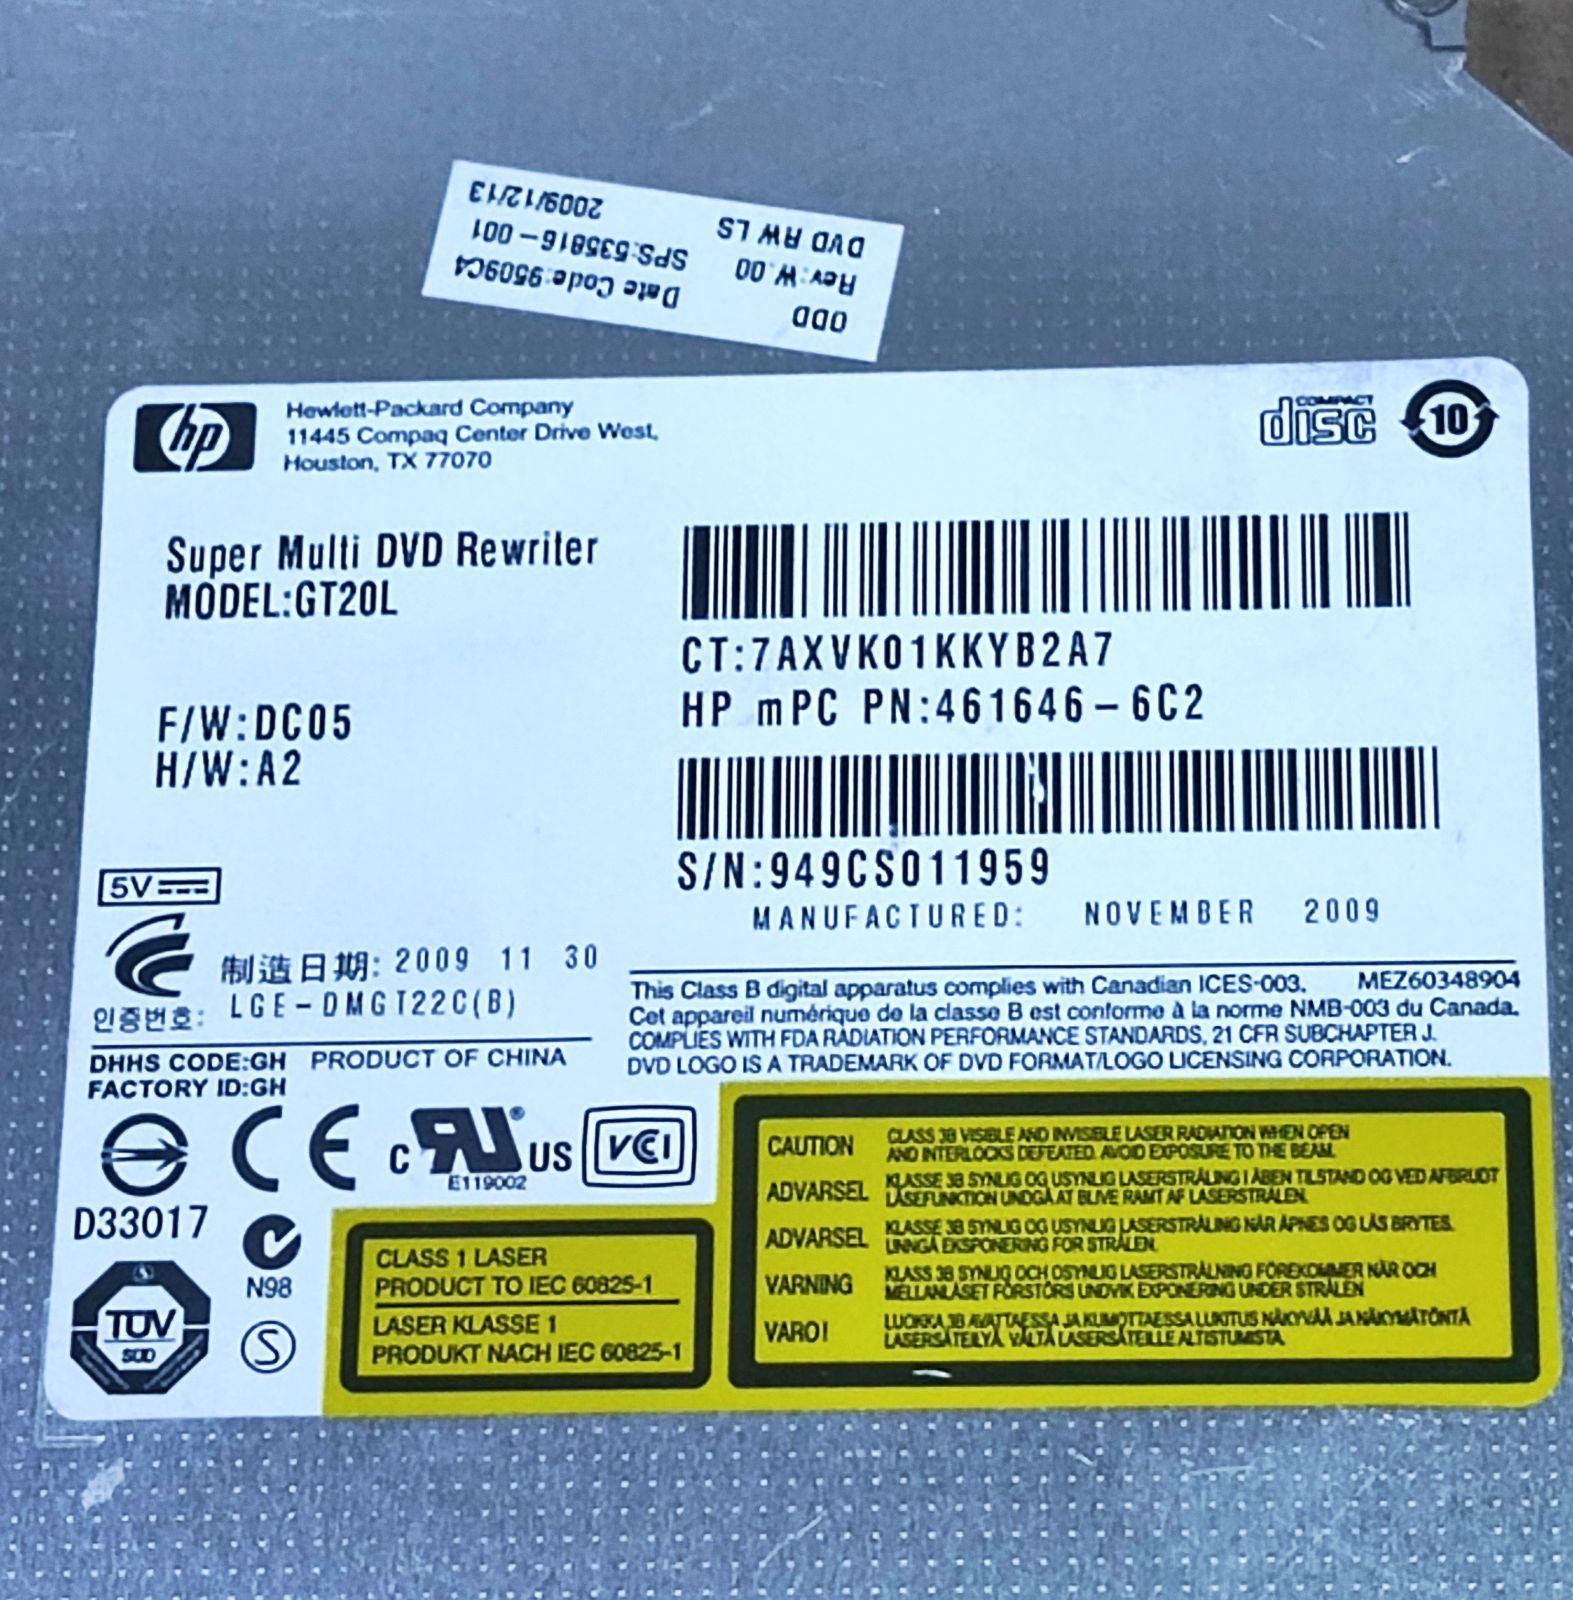 ODD
Rev:W.00
DVD RW LS
Date Code:9509C4
SPS:535816-001
2009/12/13
hp
Hewlett-Packard Company
11445 Compaq Center Drive West,
Houston, TX 77070
COMPACT
disc
10
Super Multi DVD Rewriter
MODEL:GT20L
F/W:DC05
H/W:A2
CT:7AXVK01KKYB2A7
HP mPC PN:461646-6C2
S/N:949CS011959
MANUFACTURED: NOVEMBER 2009
5V
制造日期: 2009 11 30
인증번호: LGE-DMGT22C(B)
DHHS CODE:GH PRODUCT OF CHINA
FACTORY ID:GH
This Class B digital apparatus complies with Canadian ICES-003. MEZ60348904
Cet appareil numérique de la classe B est conforme à la norme NMB-003 du Canada.
COMPLIES WITH FDA RADIATION PERFORMANCE STANDARDS, 21 CFR SUBCHAPTER J.
DVD LOGO IS A TRADEMARK OF DVD FORMAT/LOGO LICENSING CORPORATION.
D33017
CE
C RU ® US
E119002
VCCI
N98
TÜV
SÜD
S
CLASS 1 LASER
PRODUCT TO IEC 60825-1
LASER KLASSE 1
PRODUKT NACH IEC 60825-1
CAUTION CLASS 3B VISIBLE AND INVISIBLE LASER RADIATION WHEN OPEN
AND INTERLOCKS DEFEATED. AVOID EXPOSURE TO THE BEAM.
ADVARSEL KLASSE 3B SYNLIG OG USYNLIG LASERSTRÅLING I ÅBEN TILSTAND OG VED AFBRUDT
LÅSEFUNKTION UNDGÅ AT BLIVE RAMT AF LASERSTRÅLEN.
ADVARSEL KLASSE 3B SYNLIG OG USYNLIG LASERSTRÅLING NÅR ÅPNES OG LÅS BRYTES.
UNNGÅ EKSPONERING FOR STRÅLEN.
VARNING KLASS 3B SYNLIG OCH OSYNLIG LASERSTRÅLNING FÖREKOMMER NÄR OCH
MELLANLÅSET FÖRSTÖRS UNDVIK EXPONERING UNDER STRÅLEN
VARO! LUOKKA 3B AVATTAESSA JA KUMOTTAESSA LUKITUS NÄKYVÄÄ JA NÄKYMÄTÖNTÄ
LASERSÄTEILYÄ. VÄLTÄ LASERSÄTEILLE ALTISTUMISTA.